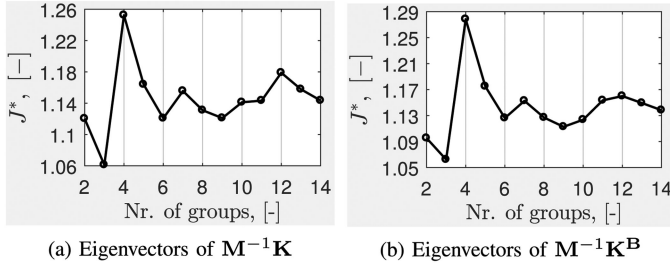 1.26
1.22
1.18
1.14
1.1
1.06
J*, [−]
2 4 6 8 10 12 14
Nr. of groups, [-]
(a) Eigenvectors of M⁻¹K
1.29
1.25
1.21
1.17
1.13
1.09
1.05
J*, [−]
2 4 6 8 10 12 14
Nr. of groups, [-]
(b) Eigenvectors of M⁻¹Kᴮ